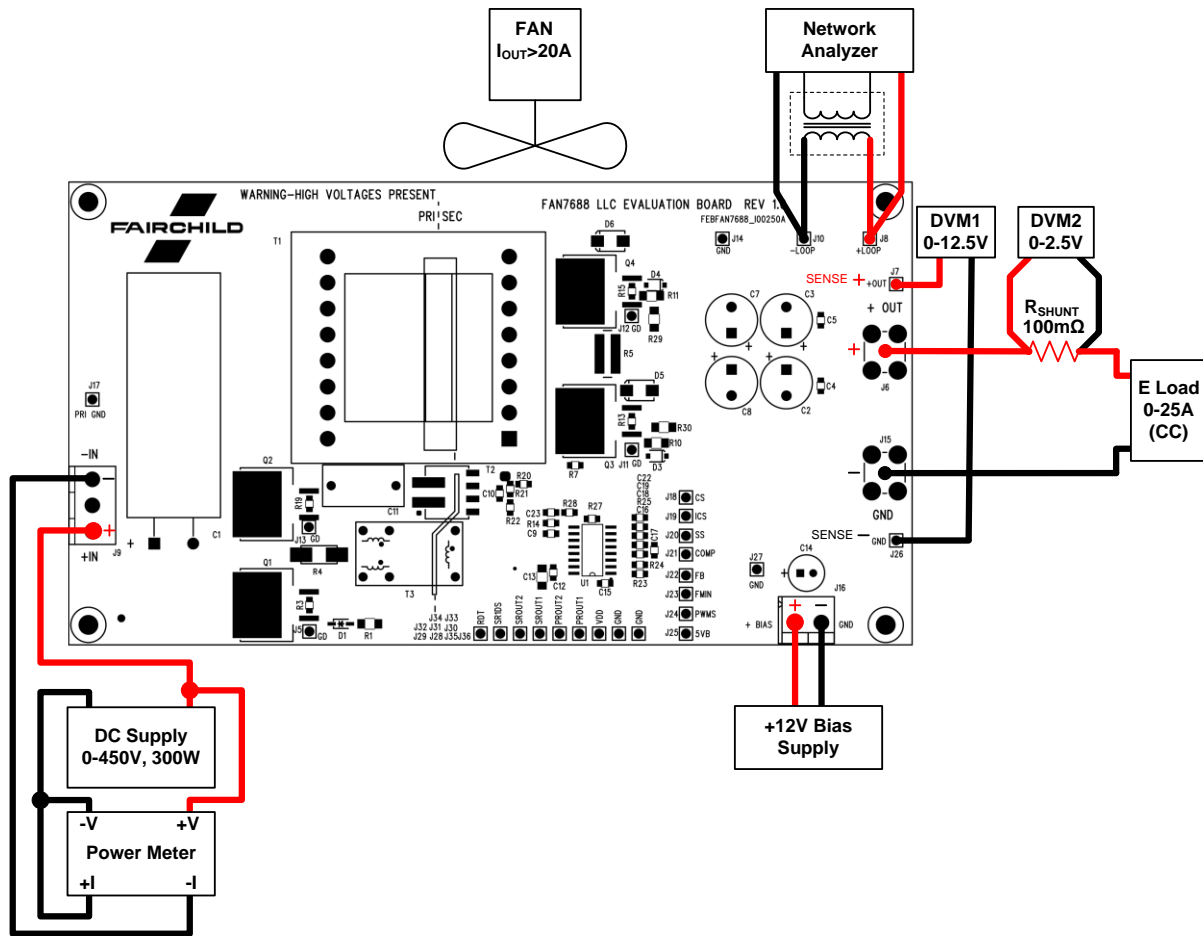 FAN
IOUT>20A
Network
Analyzer
WARNING-HIGH VOLTAGES PRESENT
PRI SEC
FAN7688 LLC EVALUATION BOARD REV 1.
FEBFAN7688_I00250A
FAIRCHILD
T1
D6
Q4
D4
R15
R11
J12 GD
R29
R5
D5
R13
R30
R10
D3
J11 GD
Q3
R7
J14
GND
J10
-LOOP
J8
+LOOP
DVM1
0-12.5V
DVM2
0-2.5V
SENSE +
+OUT
J7
+ OUT
RSHUNT
100mΩ
C7
C3
C5
C4
C8
C2
+
+
+
+
+
J6
E Load
0-25A
(CC)
J15
-
GND
SENSE -
GND
J26
J17
PRI GND
-IN
-
+
+IN
J9
+
C1
Q2
R19
J13
GD
R4
Q1
R3
J5
GD
D1
R1
C11
T2
T3
C10
R20
R21
R22
C23
R14
C9
R28
R27
C13
C12
U1
C15
C22
C19
C18
R25
C16
C17
R24
R23
J18
CS
J19
ICS
J20
SS
J21
COMP
J22
FB
J23
FMIN
J24
PWMS
J25
5VB
J27
GND
C14
+
J16
+ BIAS
+
-
GND
J34 J33
J32 J31 J30
J29 J28 J35J36
RDT
SR1DS
SROUT2
SROUT1
PROUT2
PROUT1
VDD
GND
GND
DC Supply
0-450V, 300W
-V
+V
Power Meter
+I
-I
+12V Bias
Supply